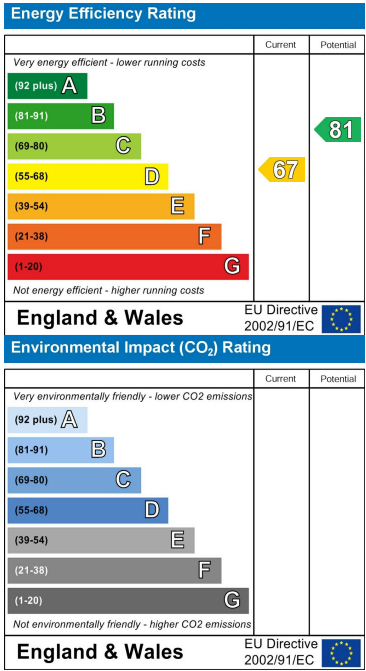 Energy Efficiency Rating
Current Potential
Very energy efficient - lower running costs
(92 plus) A
(81-91) B
81
(69-80) C
(55-68) D
67
(39-54) E
(21-38) F
(1-20) G
Not energy efficient - higher running costs
England & Wales
EU Directive
2002/91/EC
Environmental Impact (CO₂) Rating
Current Potential
Very environmentally friendly - lower CO2 emissions
(92 plus) A
(81-91) B
(69-80) C
(55-68) D
(39-54) E
(21-38) F
(1-20) G
Not environmentally friendly - higher CO2 emissions
England & Wales
EU Directive
2002/91/EC